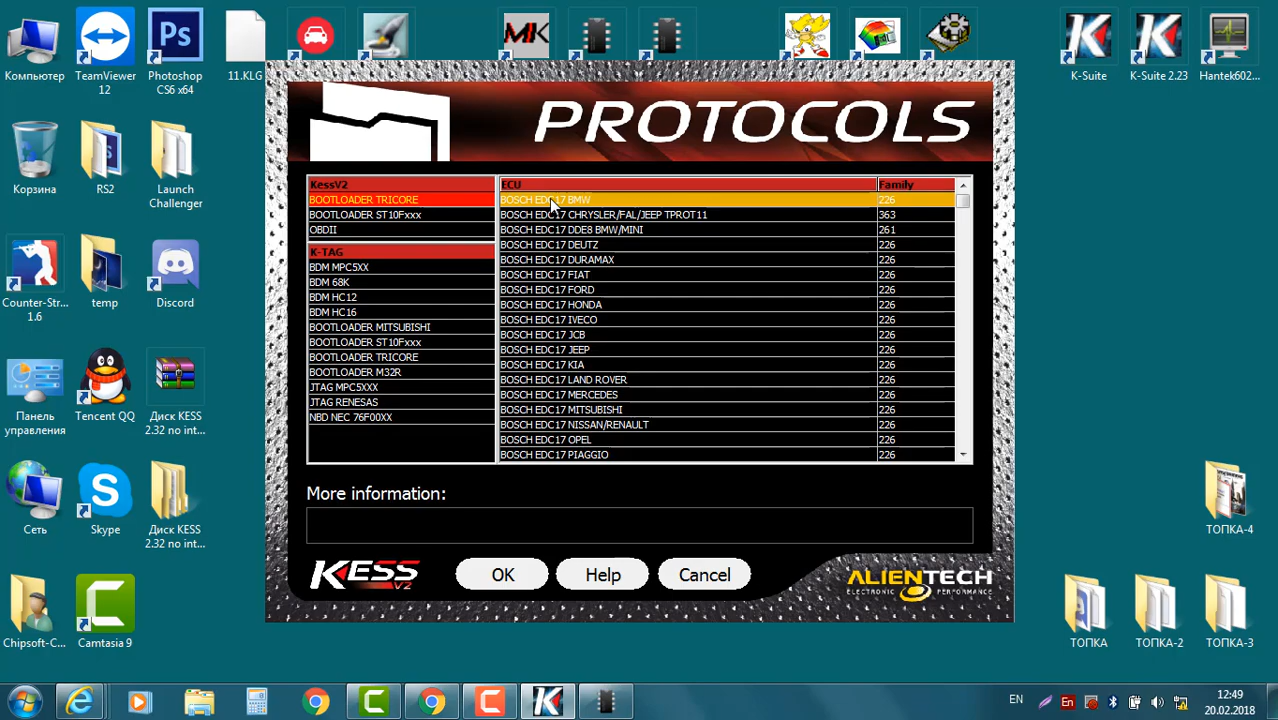 Компьютер
TeamViewer
12
Photoshop
CS6 x64
11.KLG
MK
K-Suite
K-Suite 2.23
Hantek602...
Корзина
RS2
Launch
Challenger
Counter-Str...
1.6
temp
Discord
Панель
управления
Tencent QQ
Диск KESS
2.32 no int...
Сеть
Skype
Диск KESS
2.32 no int...
Chipsoft-C...
Camtasia 9
ТОПКА-4
ТОПКА
ТОПКА-2
ТОПКА-3
PROTOCOLS
KessV2
BOOTLOADER TRICORE
BOOTLOADER ST10Fxxx
OBDII
K-TAG
BDM MPC5XX
BDM 68K
BDM HC12
BDM HC16
BOOTLOADER MITSUBISHI
BOOTLOADER ST10Fxxx
BOOTLOADER TRICORE
BOOTLOADER M32R
JTAG MPC5XXX
JTAG RENESAS
NBD NEC 76F00XX
ECU Family
BOSCH EDC17 BMW 226
BOSCH EDC17 CHRYSLER/FAL/JEEP TPROT11 363
BOSCH EDC17 DDE8 BMW/MINI 261
BOSCH EDC17 DEUTZ 226
BOSCH EDC17 DURAMAX 226
BOSCH EDC17 FIAT 226
BOSCH EDC17 FORD 226
BOSCH EDC17 HONDA 226
BOSCH EDC17 IVECO 226
BOSCH EDC17 JCB 226
BOSCH EDC17 JEEP 226
BOSCH EDC17 KIA 226
BOSCH EDC17 LAND ROVER 226
BOSCH EDC17 MERCEDES 226
BOSCH EDC17 MITSUBISHI 226
BOSCH EDC17 NISSAN/RENAULT 226
BOSCH EDC17 OPEL 226
BOSCH EDC17 PIAGGIO 226
More information:
KESS V2
OK
Help
Cancel
ALIENTECH
ELECTRONIC PERFORMANCE
EN
En
12:49
20.02.2018